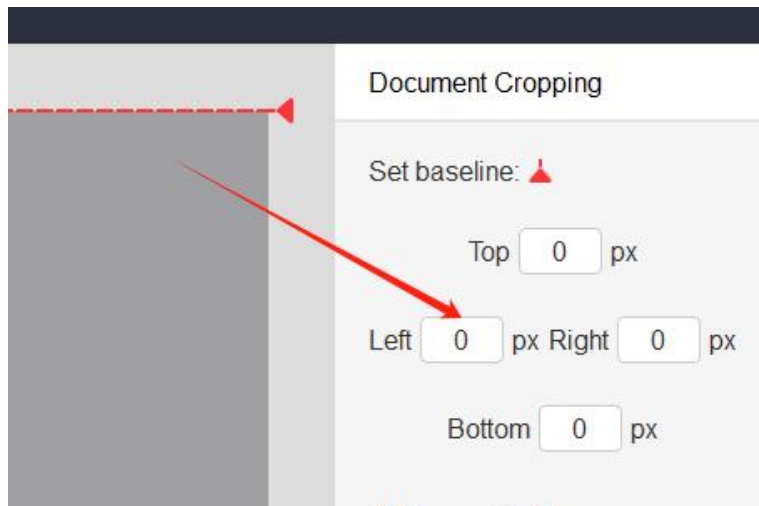 Document Cropping
Set baseline:
Top 0 px
Left 0 px Right 0 px
Bottom 0 px